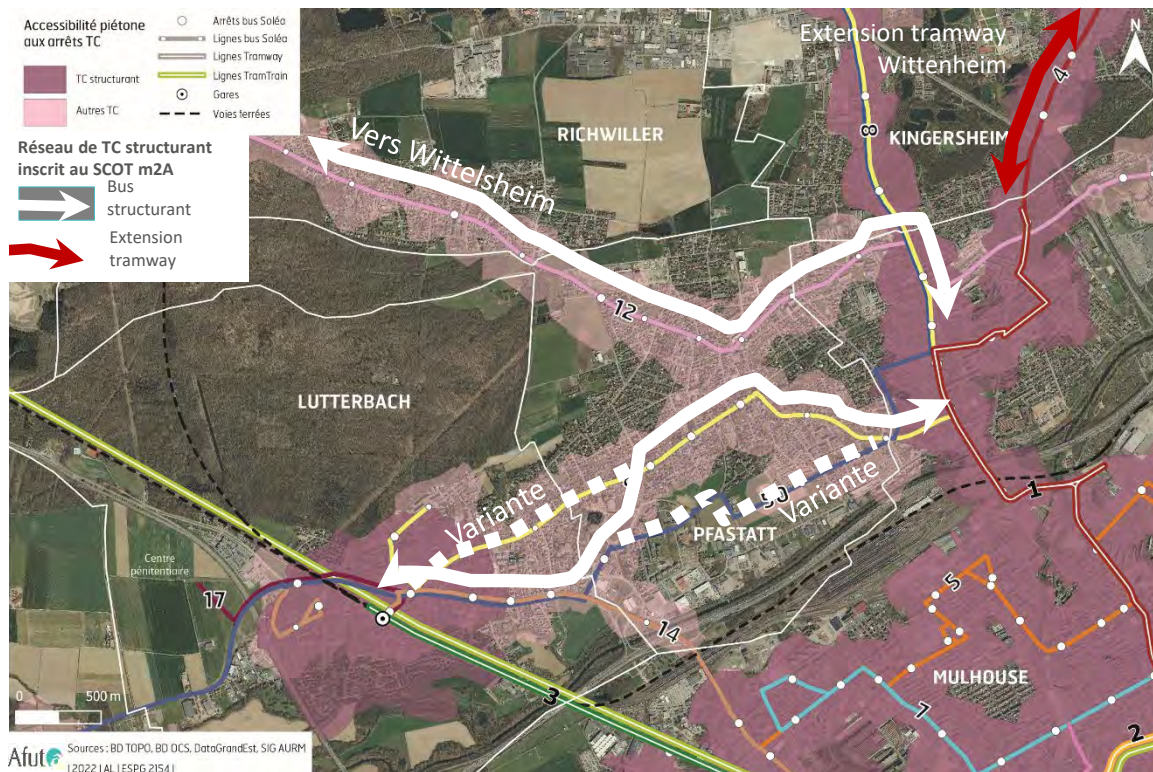 Accessibilité piétonne
aux arrêts TC
TC structurant
Autres TC
Arrêts bus Soléa
Lignes bus Soléa
Lignes Tramway
Lignes TramTrain
Gares
Voies ferrées
Réseau de TC structurant
inscrit au SCOT m2A
Bus
structurant
Extension
tramway
Extension tramway
Wittenheim
N
4
8
RICHWILLER
KINGERSHEIM
Vers Wittelsheim
12
LUTTERBACH
Variante
Variante
PFASTATT
1
Centre
pénitentiaire
17
14
5
MULHOUSE
3
7
2
0
500 m
Afut
Sources : BD TOPO, BD OCS, DataGrandEst, SIG AURM
| 2022 | AL | ESPG 2154 |